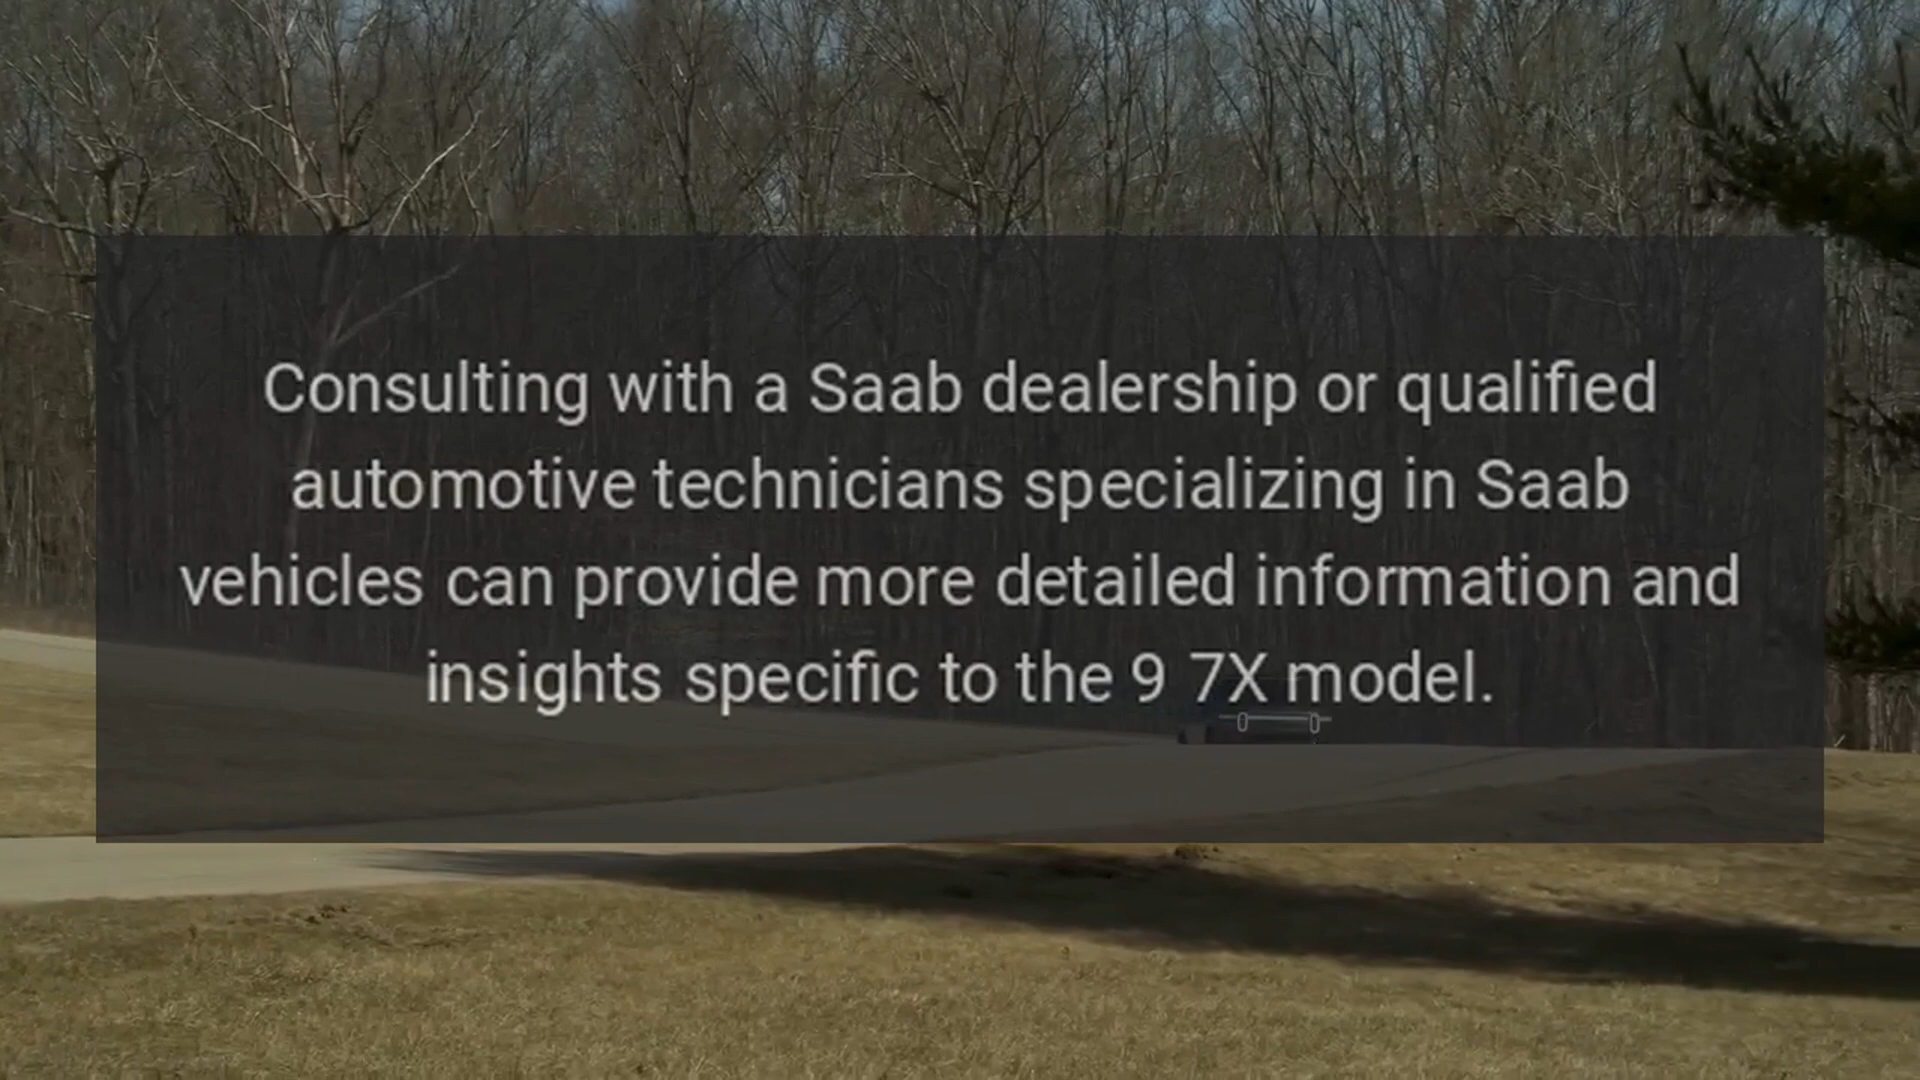 Consulting with a Saab dealership or qualified
automotive technicians specializing in Saab
vehicles can provide more detailed information and
insights specific to the 9 7X model.